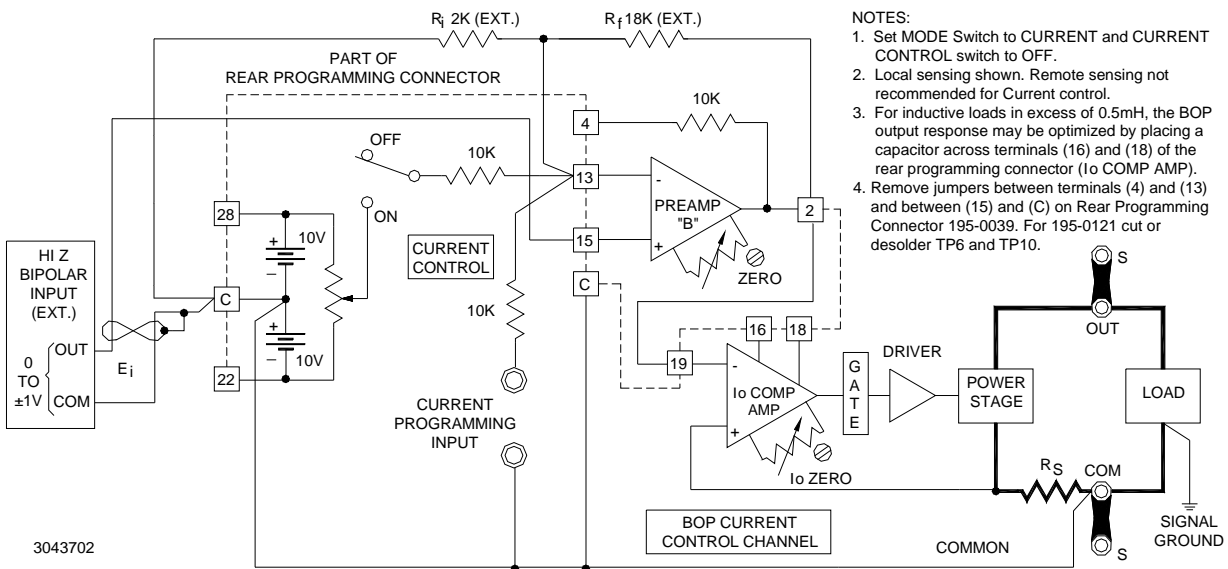 Ri 2K (EXT.)
Rf 18K (EXT.)
PART OF
REAR PROGRAMMING CONNECTOR
NOTES:
1. Set MODE Switch to CURRENT and CURRENT
CONTROL switch to OFF.
2. Local sensing shown. Remote sensing not
recommended for Current control.
3. For inductive loads in excess of 0.5mH, the BOP
output response may be optimized by placing a
capacitor across terminals (16) and (18) of the
rear programming connector (Io COMP AMP).
4. Remove jumpers between terminals (4) and (13)
and between (15) and (C) on Rear Programming
Connector 195-0039. For 195-0121 cut or
desolder TP6 and TP10.
4
10K
OFF
10K
13
-
PREAMP
"B"
+
2
ON
28
+
10V
–
15
ZERO
CURRENT
CONTROL
C
HI Z
BIPOLAR
INPUT
(EXT.)
OUT
0
TO
±1V
COM
Ei
C
+
10V
–
22
10K
CURRENT
PROGRAMMING
INPUT
16
18
19
-
Io COMP
AMP
+
Io ZERO
GATE
DRIVER
POWER
STAGE
S
OUT
LOAD
RS
COM
S
SIGNAL
GROUND
BOP CURRENT
CONTROL CHANNEL
COMMON
3043702